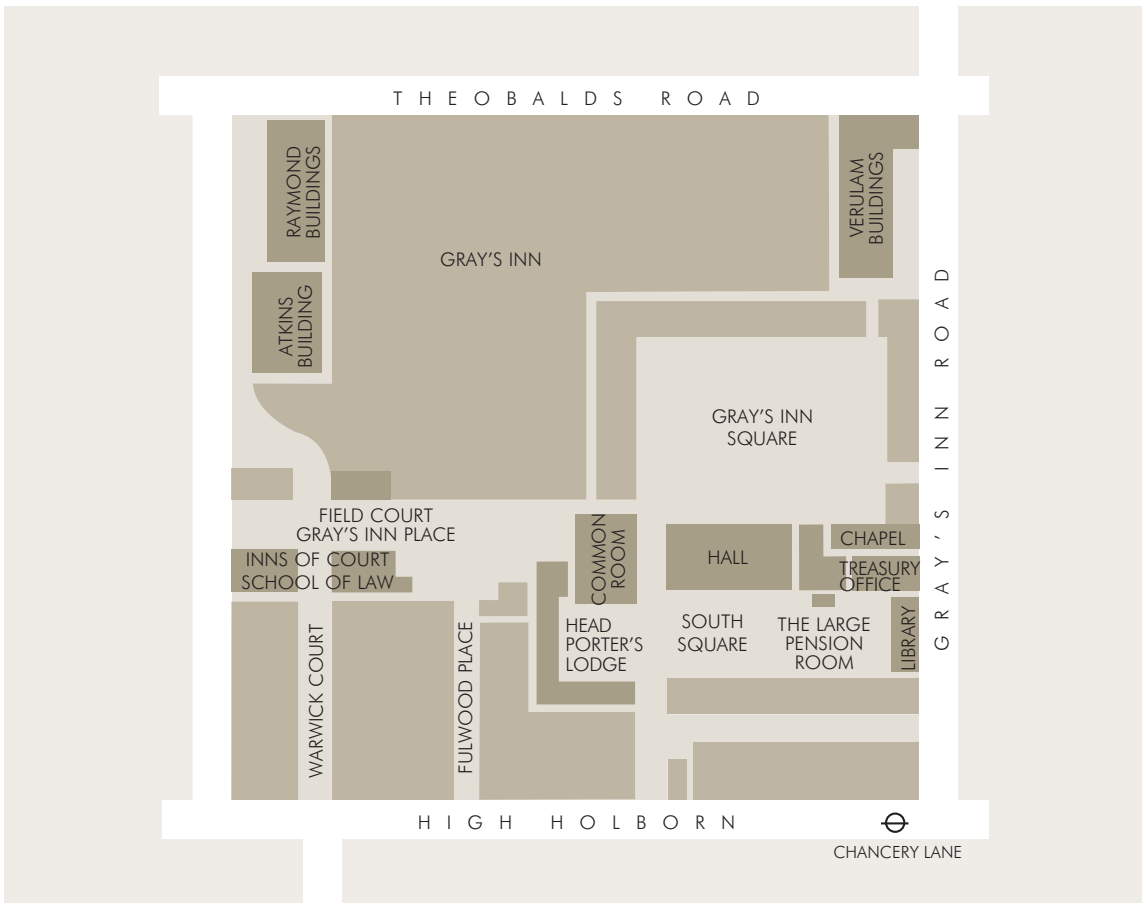 THEOBALDS ROAD
RAYMOND
BUILDINGS
VERULAM
BUILDINGS
GRAY'S INN
ATKINS
BUILDING
GRAY'S INN ROAD
GRAY'S INN
SQUARE
FIELD COURT
GRAY'S INN PLACE
COMMON
ROOM
HALL
CHAPEL
INNS OF COURT
SCHOOL OF LAW
TREASURY
OFFICE
HEAD
PORTER'S
LODGE
SOUTH
SQUARE
THE LARGE
PENSION
ROOM
LIBRARY
WARWICK COURT
FULWOOD PLACE
HIGH HOLBORN
CHANCERY LANE